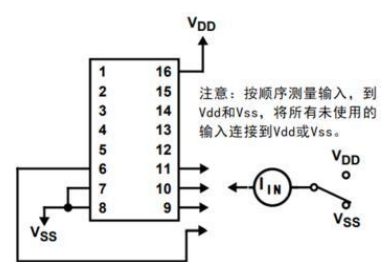 VDD
1 16
2 15
3 14
4 13
5 12
6 11
7 10
8 9
VSS
注意：按顺序测量输入，到
Vdd和Vss，将所有未使用的
输入连接到Vdd或Vss。
VDD
IIN
VSS